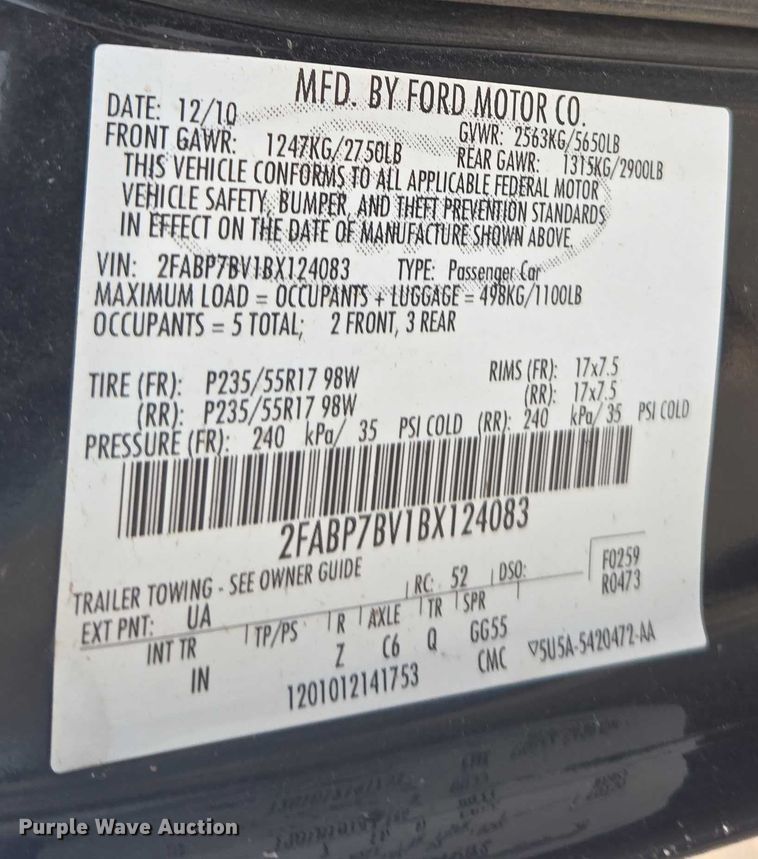 MFD. BY FORD MOTOR CO.
DATE: 12/10 GVWR: 2563KG/5650LB
FRONT GAWR: 1247KG/2750LB REAR GAWR: 1315KG/2900LB
THIS VEHICLE CONFORMS TO ALL APPLICABLE FEDERAL MOTOR
VEHICLE SAFETY, BUMPER, AND THEFT PREVENTION STANDARDS
IN EFFECT ON THE DATE OF MANUFACTURE SHOWN ABOVE.
VIN: 2FABP7BV1BX124083 TYPE: Passenger Car
MAXIMUM LOAD = OCCUPANTS + LUGGAGE = 498KG/1100LB
OCCUPANTS = 5 TOTAL; 2 FRONT, 3 REAR
TIRE (FR): P235/55R17 98W RIMS (FR): 17x7.5
(RR): P235/55R17 98W (RR): 17x7.5
PRESSURE (FR): 240 kPa/ 35 PSI COLD (RR): 240 kPa/ 35 PSI COLD
2FABP7BV1BX124083
TRAILER TOWING - SEE OWNER GUIDE
F0259
EXT PNT: UA RC: 52 DSO: R0473
INT TR TP/PS R AXLE TR SPR
IN Z C6 Q GG55
1201012141753 CMC ▽5U5A-5420472-AA
Purple Wave Auction